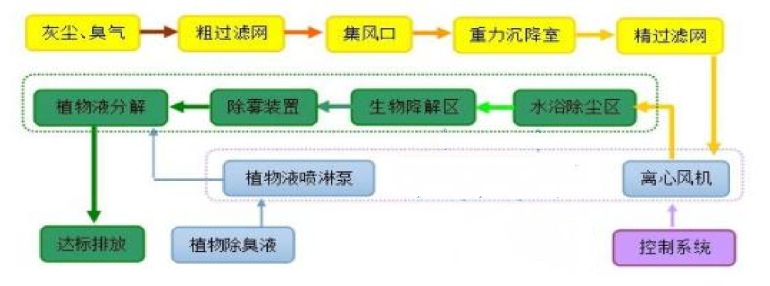 灰尘、臭气
粗过滤网
集风口
重力沉降室
精过滤网
植物液分解
除雾装置
生物降解区
水浴除尘区
植物液喷淋泵
离心风机
达标排放
植物除臭液
控制系统